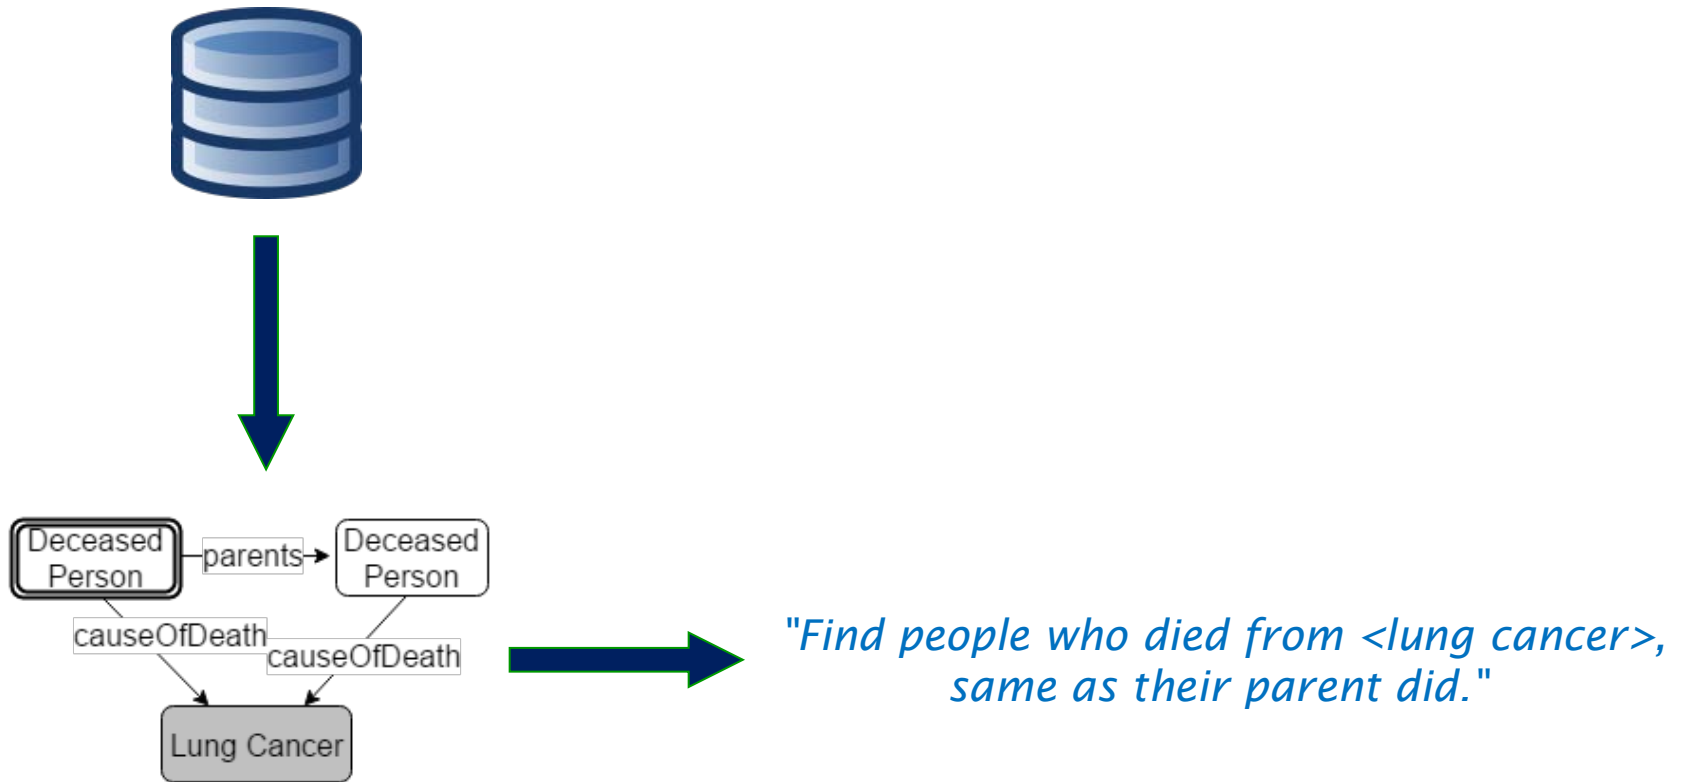 Deceased
Person
parents
Deceased
Person
causeOfDeath
causeOfDeath
Lung Cancer
"Find people who died from <lung cancer>,
same as their parent did."